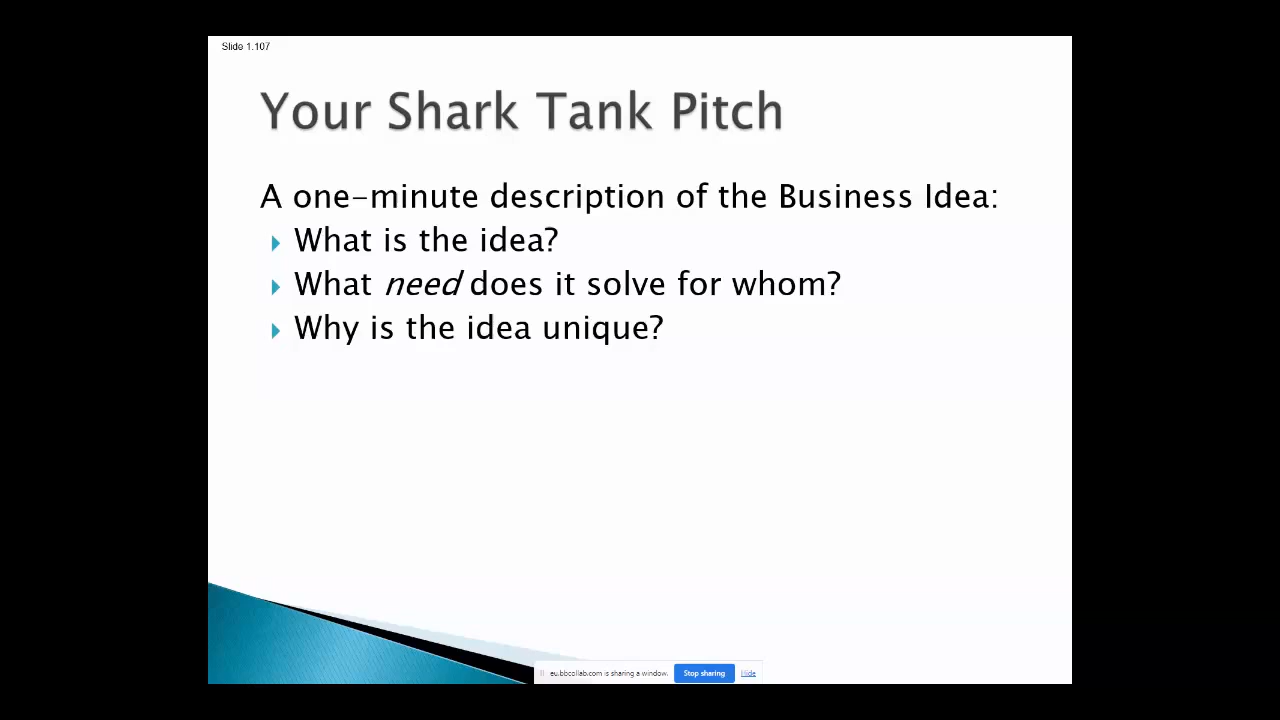 Slide 1.107
Your Shark Tank Pitch
A one-minute description of the Business Idea:
What is the idea?
What need does it solve for whom?
Why is the idea unique?
eu.bbcollab.com is sharing a window. Stop sharing Hide